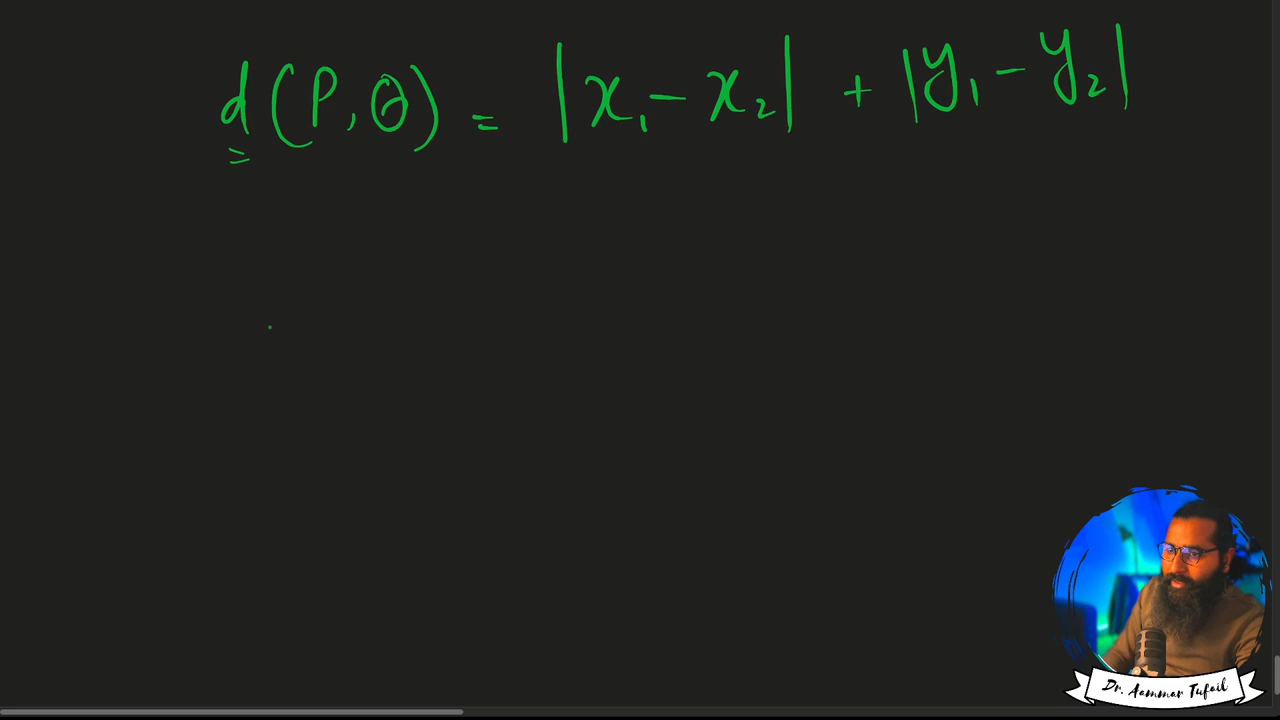 d(P, Q) = |x₁ - x₂| + |y₁ - y₂|
Dr. Aammar Tufail